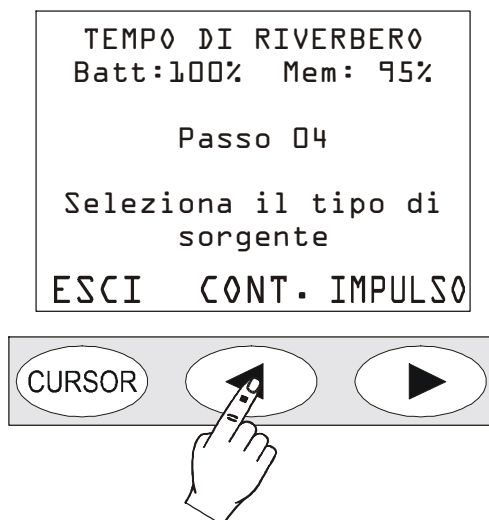 TEMPO DI RIVERBERO
Batt:100% Mem: 95%
Passo 04
Seleziona il tipo di
sorgente
ESCI CONT. IMPULSO
CURSOR